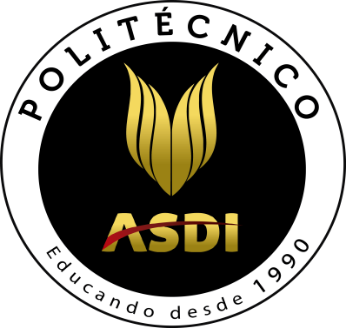 POLITÉCNICO
ASDI
Educando desde 1990